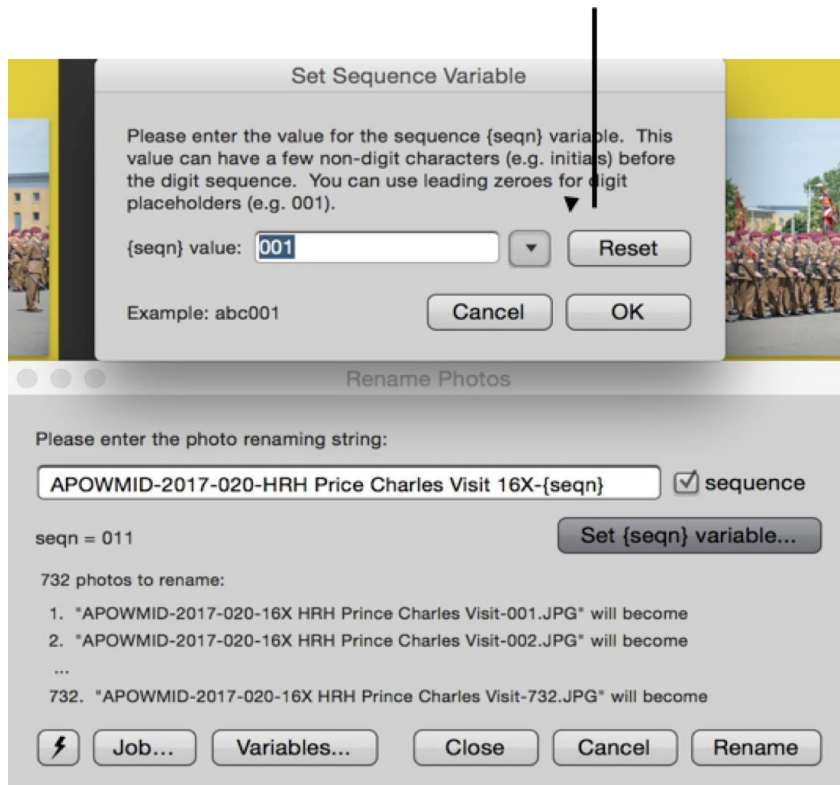 Set Sequence Variable
Please enter the value for the sequence {seqn} variable. This
value can have a few non-digit characters (e.g. initials) before
the digit sequence. You can use leading zeroes for digit
placeholders (e.g. 001).
{seqn} value: 001 Reset
Example: abc001 Cancel OK
Rename Photos
Please enter the photo renaming string:
APOWMID-2017-020-HRH Price Charles Visit 16X-{seqn} sequence
seqn = 011 Set {seqn} variable...
732 photos to rename:
1. "APOWMID-2017-020-16X HRH Prince Charles Visit-001.JPG" will become
2. "APOWMID-2017-020-16X HRH Prince Charles Visit-002.JPG" will become
...
732. "APOWMID-2017-020-16X HRH Prince Charles Visit-732.JPG" will become
Job... Variables... Close Cancel Rename